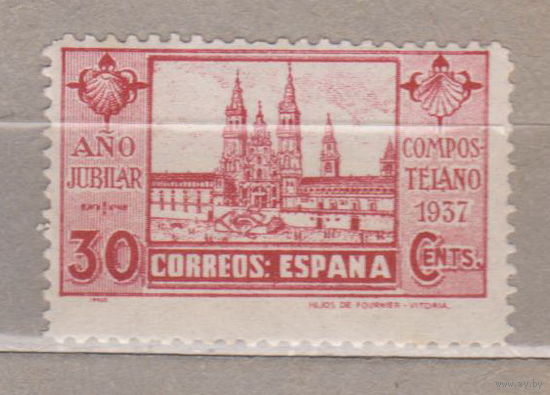 AÑO
JUBILAR
COMPOS-
TELANO
1937
30 CENTS.
CORREOS: ESPAÑA
HIJOS DE FOURNIER - VITORIA.
www.ay.by